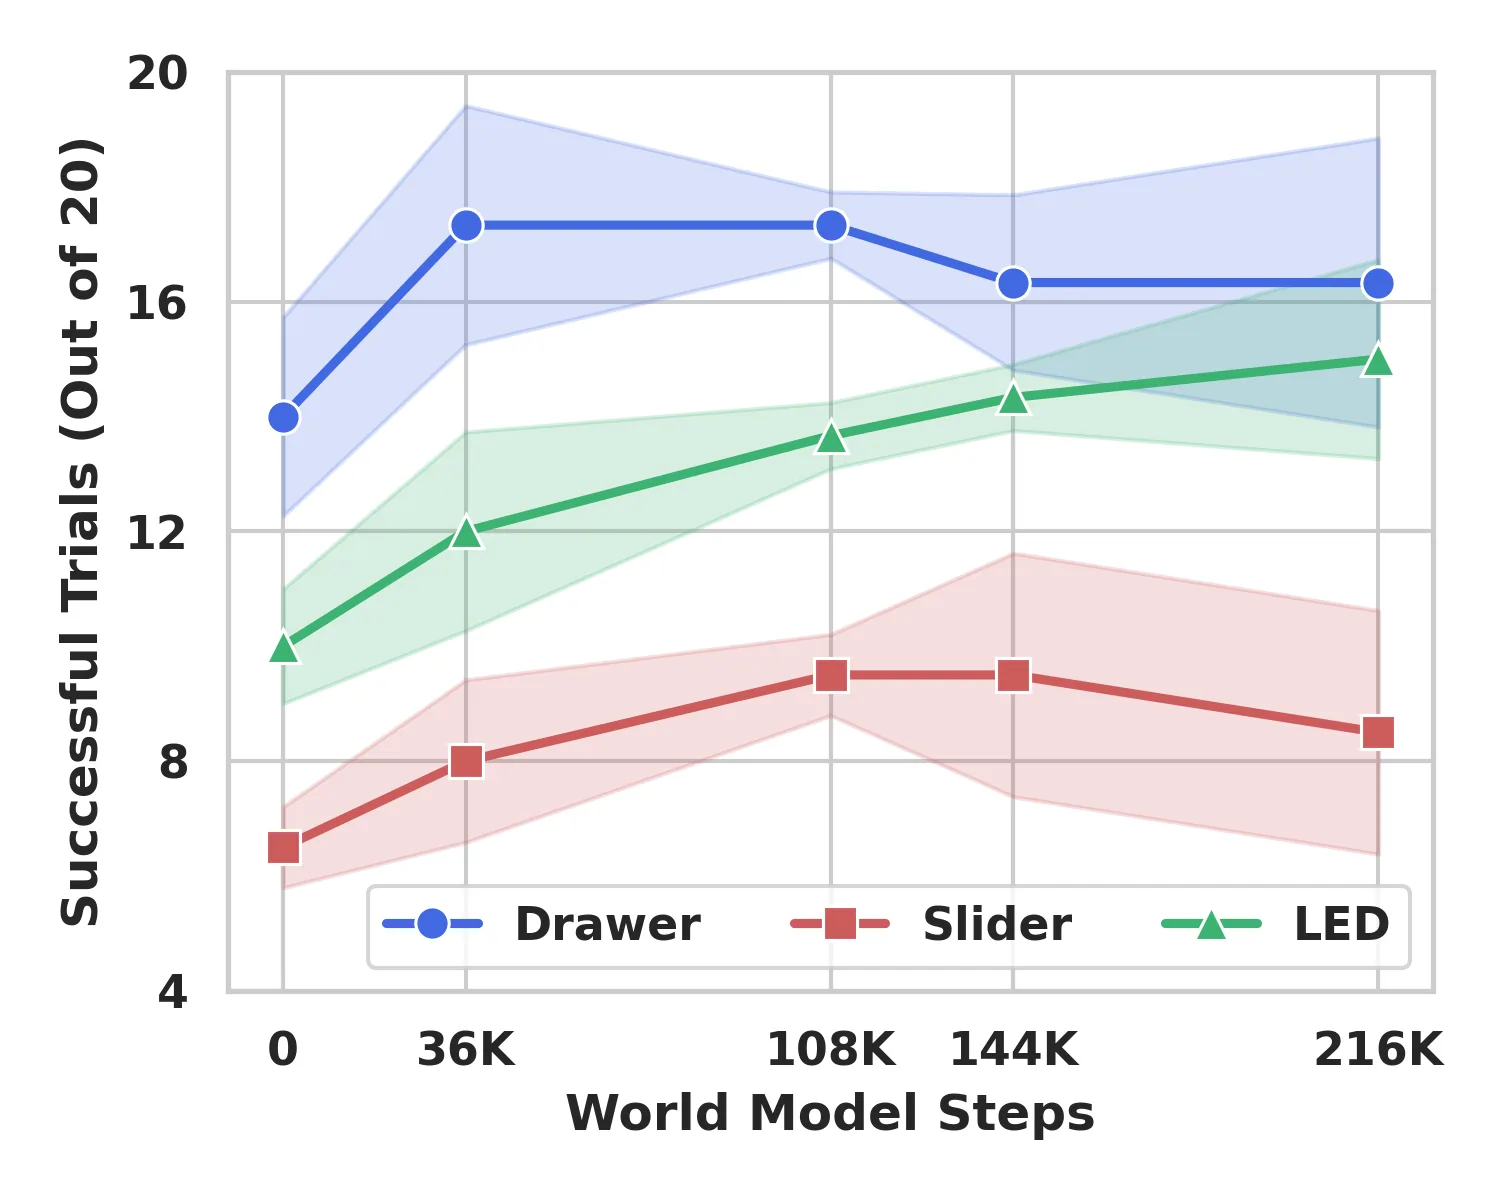 Successful Trials (Out of 20)
20
16
12
8
4
Drawer Slider LED
0 36K 108K 144K 216K
World Model Steps